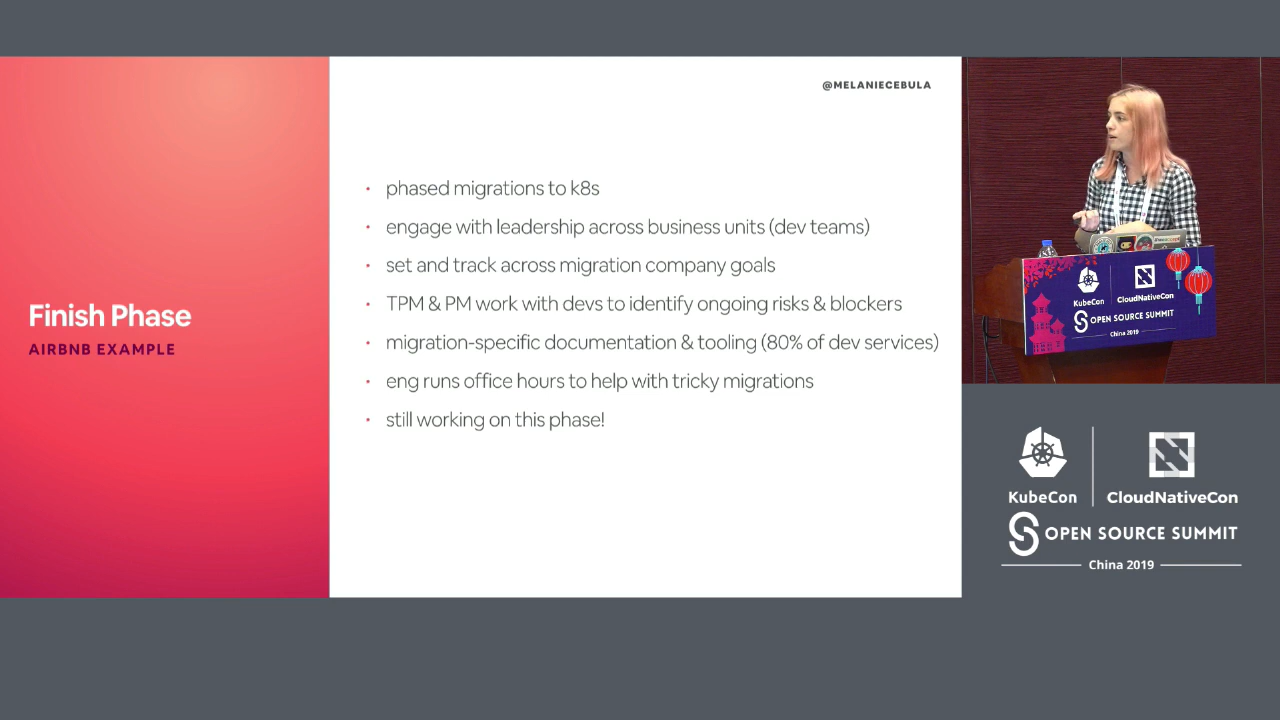 @MELANIECEBULA
Finish Phase
AIRBNB EXAMPLE
phased migrations to k8s
engage with leadership across business units (dev teams)
set and track across migration company goals
TPM & PM work with devs to identify ongoing risks & blockers
migration-specific documentation & tooling (80% of dev services)
eng runs office hours to help with tricky migrations
still working on this phase!
KubeCon
CloudNativeCon
OPEN SOURCE SUMMIT
China 2019
KubeCon
CloudNativeCon
OPEN SOURCE SUMMIT
China 2019